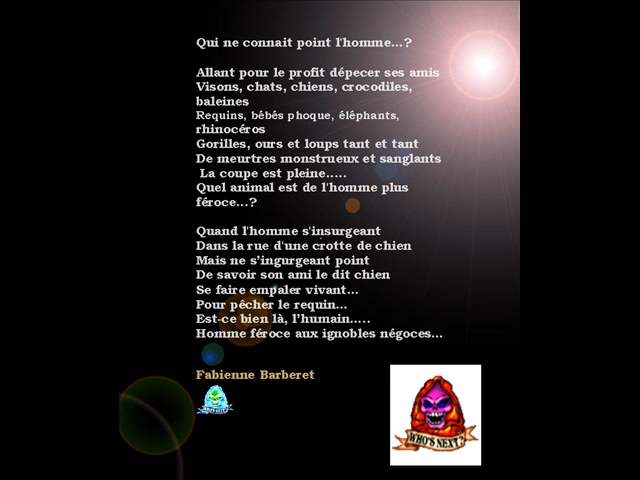 Qui ne connait point l'homme...?
Allant pour le profit dépecer ses amis
Visons, chats, chiens, crocodiles,
baleines
Requins, bébés phoque, éléphants,
rhinocéros
Gorilles, ours et loups tant et tant
De meurtres monstrueux et sanglants
La coupe est pleine.....
Quel animal est de l'homme plus
féroce...?
Quand l'homme s'insurgeant
Dans la rue d'une crotte de chien
Mais ne s'ingurgeant point
De savoir son ami le dit chien
Se faire empaler vivant...
Pour pêcher le requin...
Est-ce bien là, l'humain.....
Homme féroce aux ignobles négoces...
Fabienne Barberet
WHO'S NEXT?